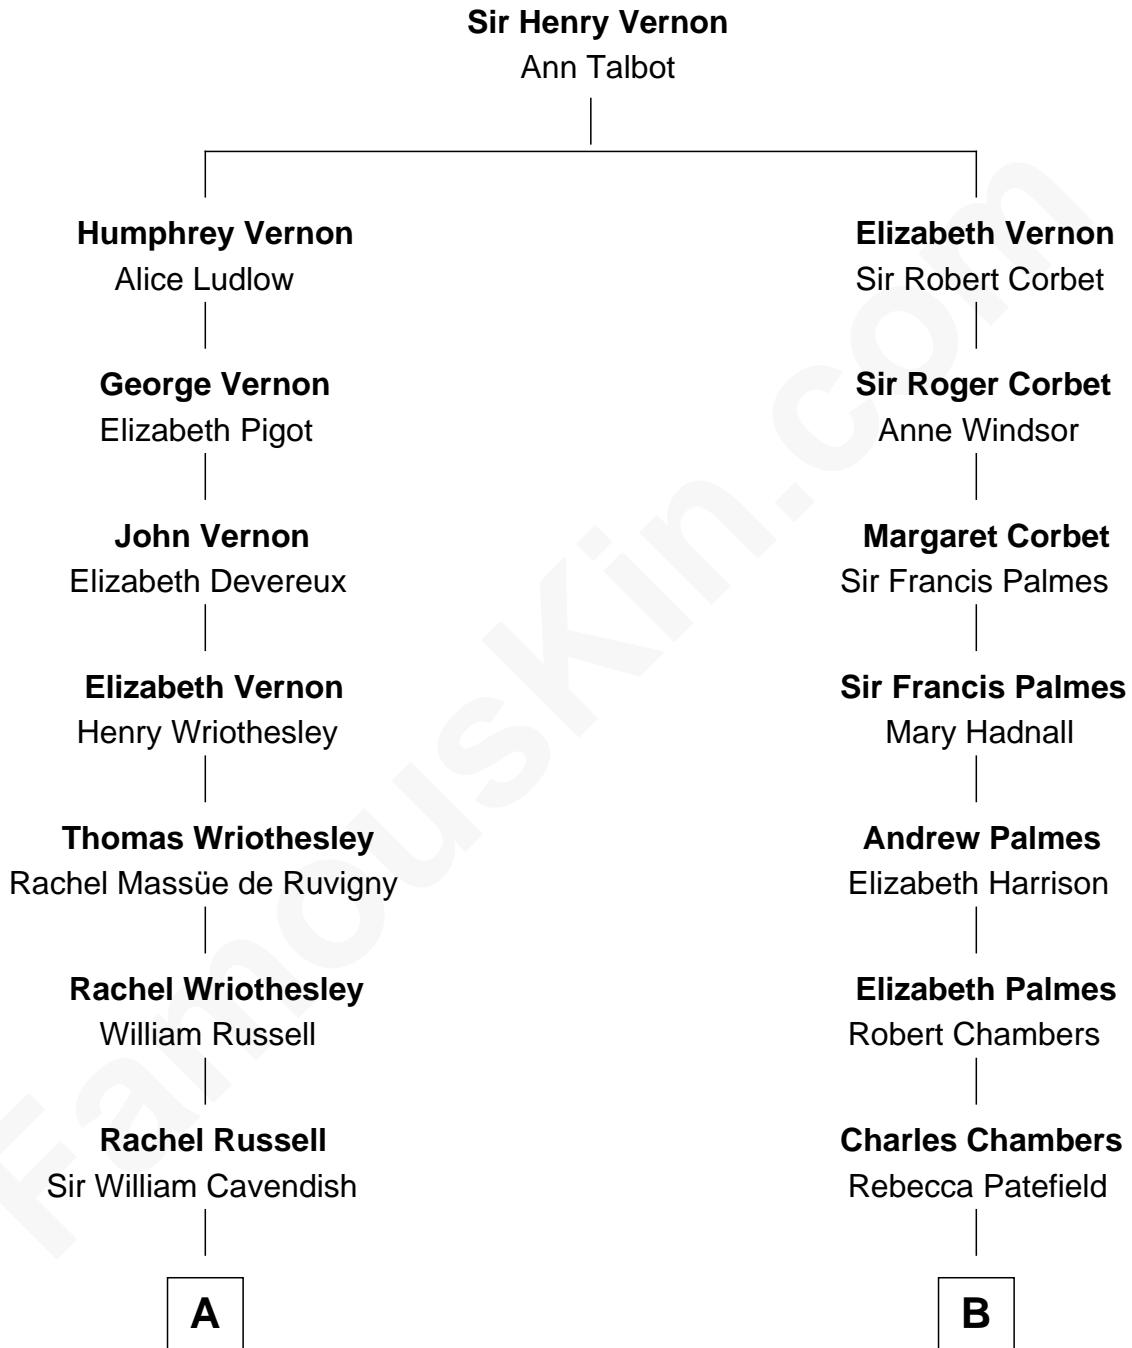 Sir Henry Vernon
Ann Talbot
Humphrey Vernon
Alice Ludlow
George Vernon
Elizabeth Pigot
John Vernon
Elizabeth Devereux
Elizabeth Vernon
Henry Wriothesley
Thomas Wriothesley
Rachel Massüe de Ruvigny
Rachel Wriothesley
William Russell
Rachel Russell
Sir William Cavendish
A
Elizabeth Vernon
Sir Robert Corbet
Sir Roger Corbet
Anne Windsor
Margaret Corbet
Sir Francis Palmes
Sir Francis Palmes
Mary Hadnall
Andrew Palmes
Elizabeth Harrison
Elizabeth Palmes
Robert Chambers
Charles Chambers
Rebecca Patefield
B
FamousKin.com